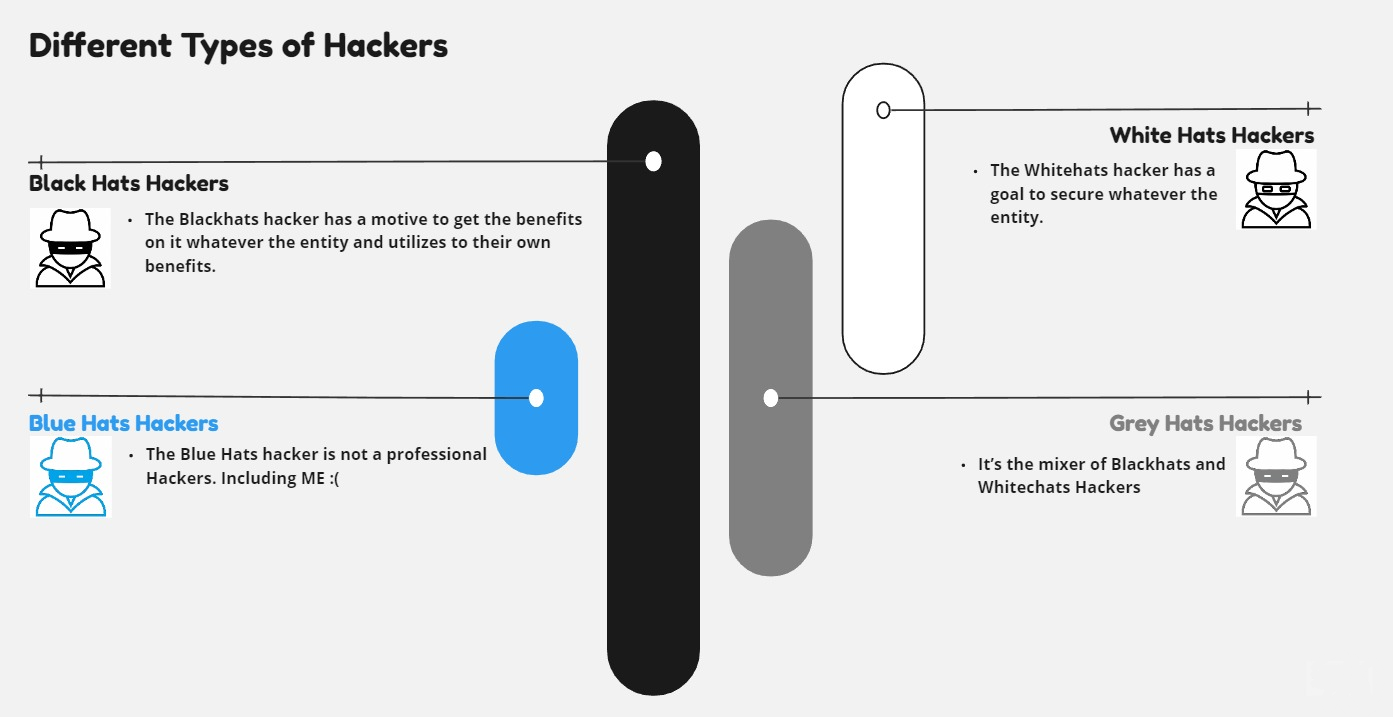 Different Types of Hackers
Black Hats Hackers
• The Blackhats hacker has a motive to get the benefits
on it whatever the entity and utilizes to their own
benefits.
Blue Hats Hackers
• The Blue Hats hacker is not a professional
Hackers. Including ME :(
White Hats Hackers
• The Whitehats hacker has a
goal to secure whatever the
entity.
Grey Hats Hackers
• It’s the mixer of Blackhats and
Whitechats Hackers